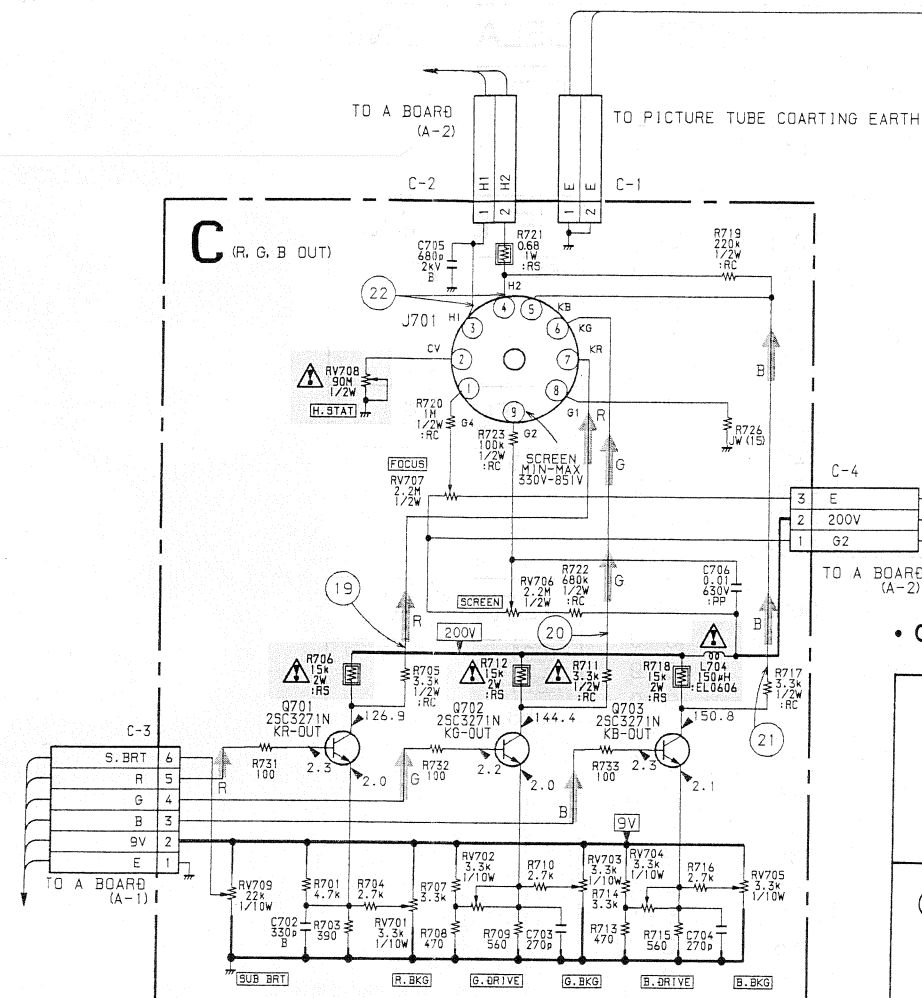 TO A BOARD
(A-2)
TO PICTURE TUBE COARTING EARTH
H1
H2
E
E
C-2
C-1
1
2
1
2
C
(R, G, B OUT)
C705
680p
2kV
B
R721
0.68
1W
:RS
R719
220k
1/2W
:RC
22
H2
J701
H1
4
5
KB
3
6
KG
CV
2
7
KR
1
8
G1
9
G4
G2
RV708
90M
1/2W
H.STAT
R720
1M
1/2W
:RC
R723
100k
1/2W
:RC
SCREEN
MIN-MAX
330V-851V
R
G
B
R726
JW(15)
FOCUS
RV707
2.2M
1/2W
C-4
3 E
2 200V
1 G2
TO A BOARD
(A-2)
19
R
SCREEN
RV706
2.2M
1/2W
R722
680k
1/2W
:RC
G
C706
0.01
630V
:PP
B
200V
20
R706
15k
2W
:RS
R705
3.3k
1/2W
:RC
R712
15k
2W
:RS
R711
3.3k
1/2W
:RC
R718
15k
2W
:RS
L704
150µH
:EL0606
R717
3.3k
1/2W
:RC
21
Q701
2SC3271N
KR-OUT
126.9
Q702
2SC3271N
KG-OUT
144.4
Q703
2SC3271N
KB-OUT
150.8
C-3
S.BRT 6
R 5
G 4
B 3
9V 2
E 1
TO A BOARD
(A-1)
R
R731
100
2.3
2.0
G
R732
100
2.2
2.0
B
R733
100
2.3
2.1
9V
RV709
22k
1/10W
R701
4.7k
R704
2.7k
R707
3.3k
RV702
3.3k
1/10W
R710
2.7k
RV703
3.3k
1/10W
R714
3.3k
RV704
3.3k
1/10W
R716
2.7k
RV705
3.3k
1/10W
C702
330p
B
R703
390
RV701
3.3k
1/10W
R708
470
R709
560
C703
270p
R713
470
R715
560
C704
270p
SUB BRT
R.BKG
G.DRIVE
G.BKG
B.DRIVE
B.BKG